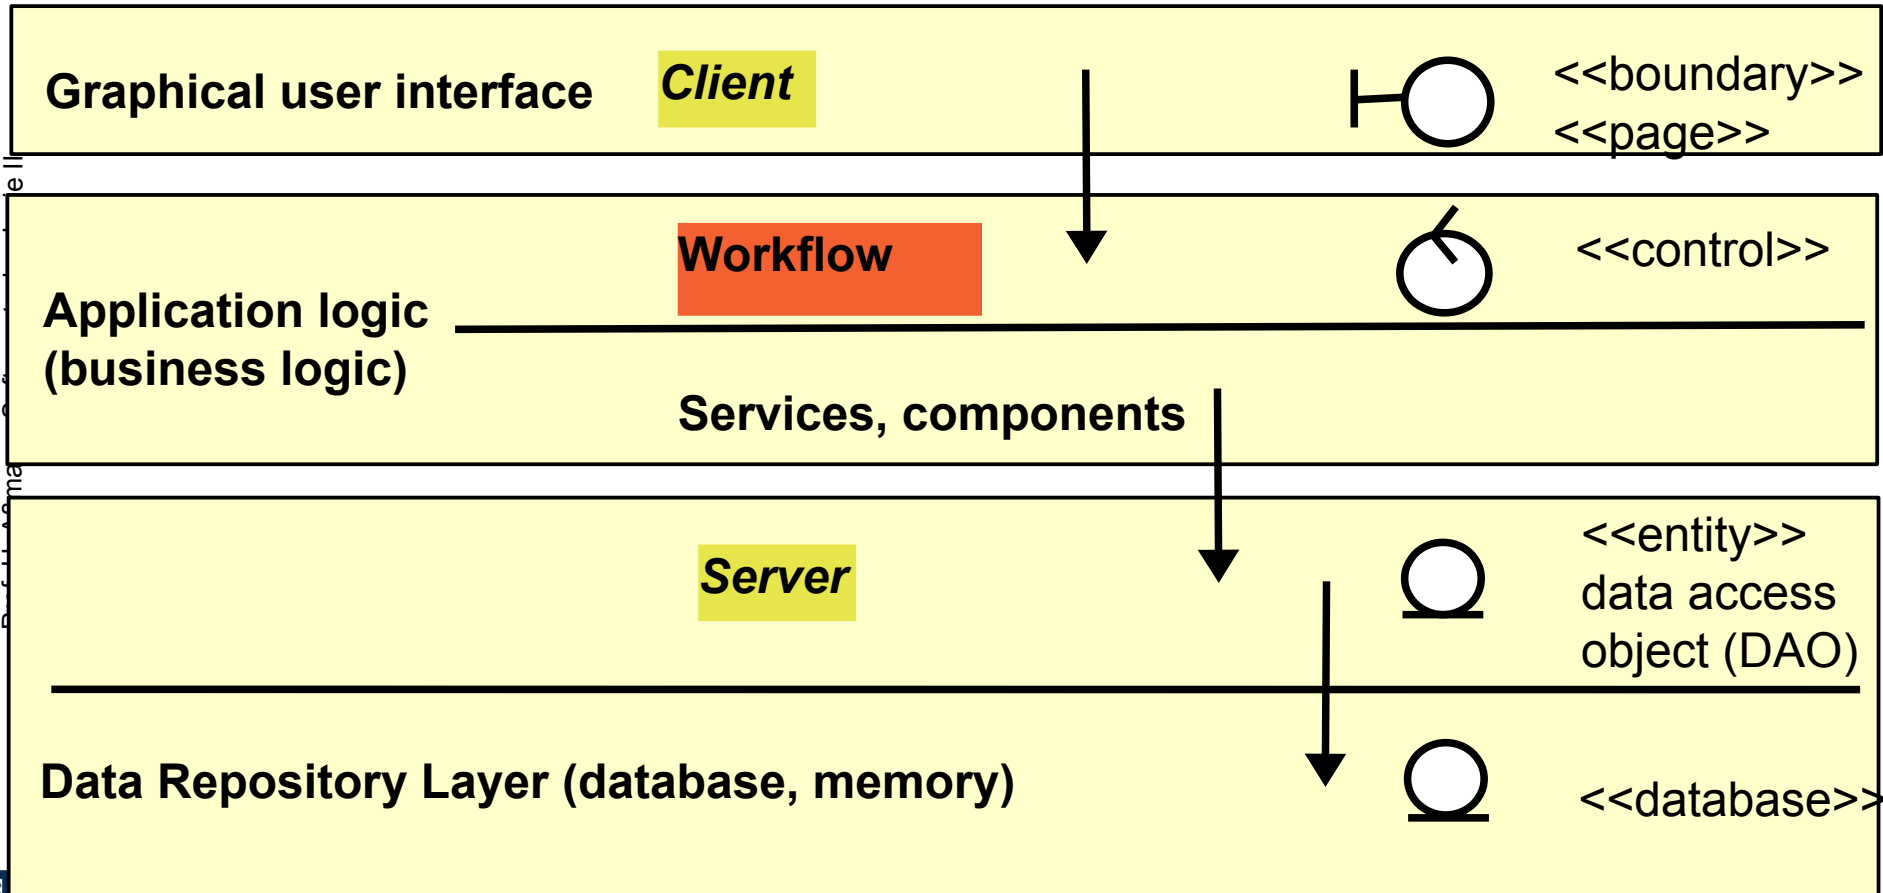 Graphical user interface
Client
<<boundary>>
<<page>>
Workflow
<<control>>
Application logic
(business logic)
Services, components
<<entity>>
Server
data access
object (DAO)
Data Repository Layer (database, memory)
<<database>>